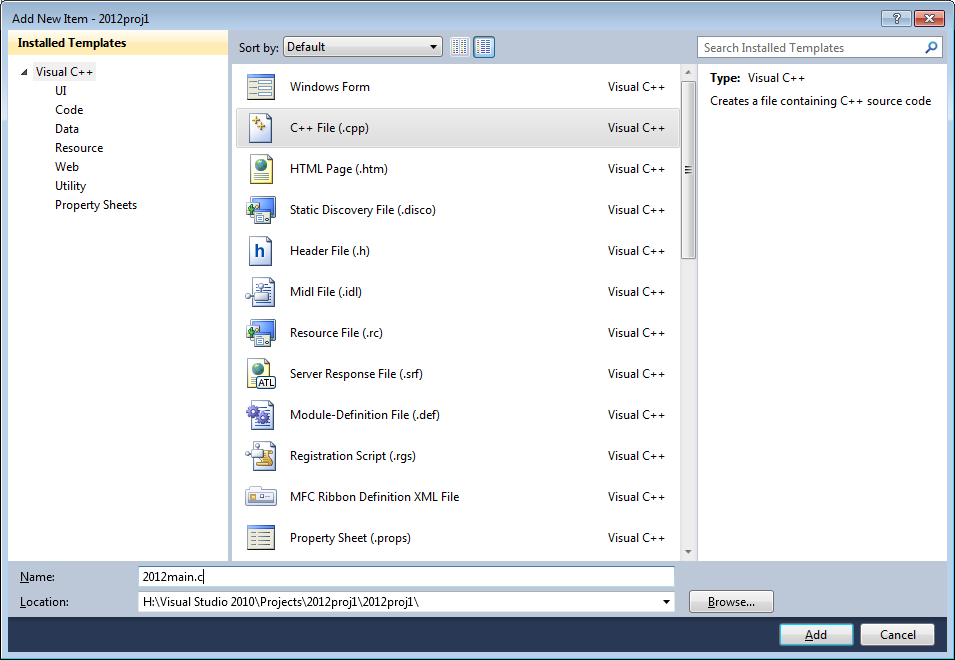 Add New Item - 2012proj1
Installed Templates
Visual C++
UI
Code
Data
Resource
Web
Utility
Property Sheets
Sort by: Default
Windows Form Visual C++
C++ File (.cpp) Visual C++
HTML Page (.htm) Visual C++
Static Discovery File (.disco) Visual C++
Header File (.h) Visual C++
h
Midl File (.idl) Visual C++
Resource File (.rc) Visual C++
Server Response File (.srf) Visual C++
ATL
Module-Definition File (.def) Visual C++
Registration Script (.rgs) Visual C++
MFC Ribbon Definition XML File Visual C++
Property Sheet (.props) Visual C++
Search Installed Templates
Type: Visual C++
Creates a file containing C++ source code
Name: 2012main.c
Location: H:\Visual Studio 2010\Projects\2012proj1\2012proj1\
Browse...
Add Cancel